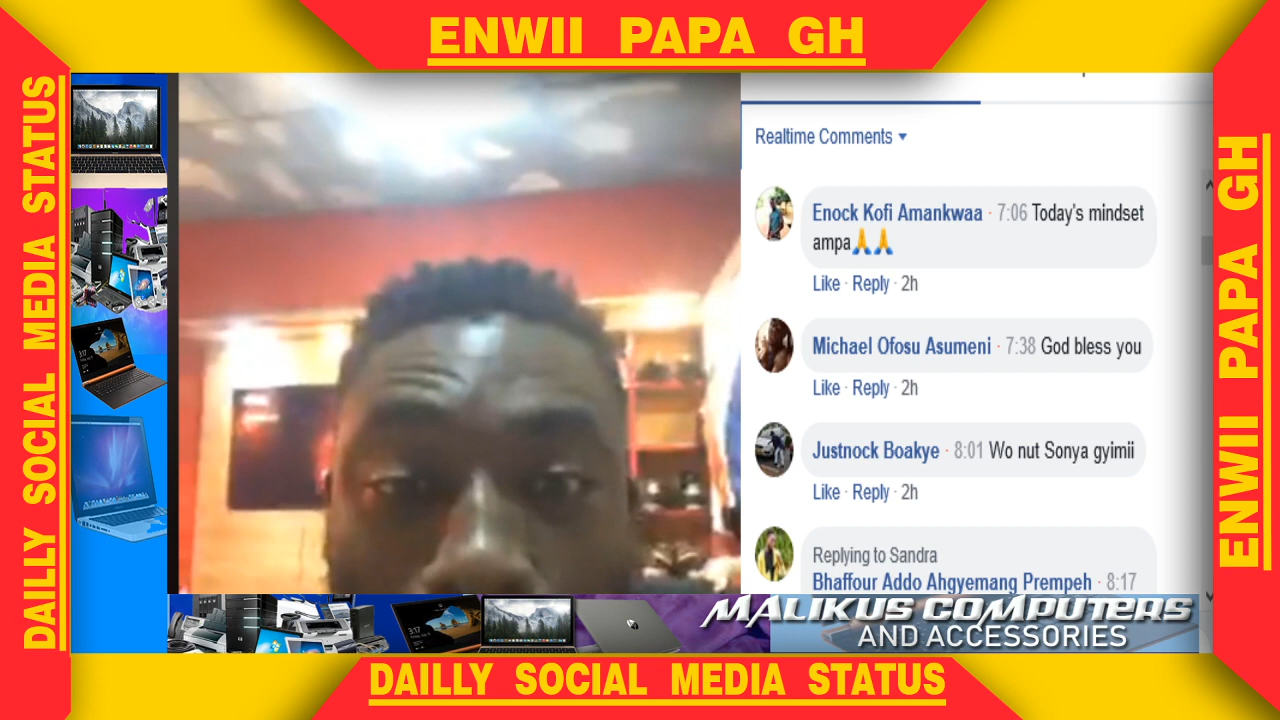 ENWII PAPA GH
DAILLY SOCIAL MEDIA STATUS
Realtime Comments
Enock Kofi Amankwaa · 7:06 Today's mindset
ampa🙏🙏
Like · Reply · 2h
Michael Ofosu Asumeni · 7:38 God bless you
Like · Reply · 2h
Justnock Boakye · 8:01 Wo nut Sonya gyimii
Like · Reply · 2h
Replying to Sandra
Bhaffour Addo Ahgyemang Prempeh · 8:17
ENWII PAPA GH
3:17
MALIKUS COMPUTERS
AND ACCESSORIES
DAILLY SOCIAL MEDIA STATUS